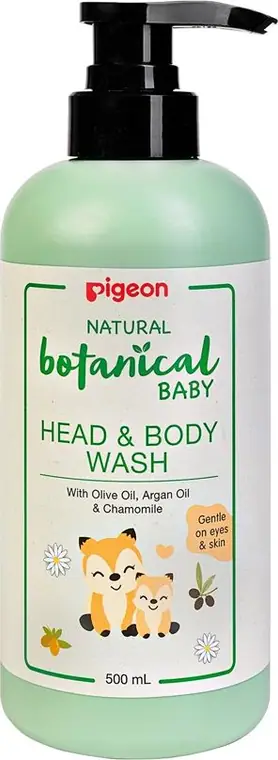 pigeon
NATURAL
botanical
BABY
HEAD & BODY
WASH
With Olive Oil, Argan Oil
& Chamomile
Gentle
on eyes
& skin
500 mL